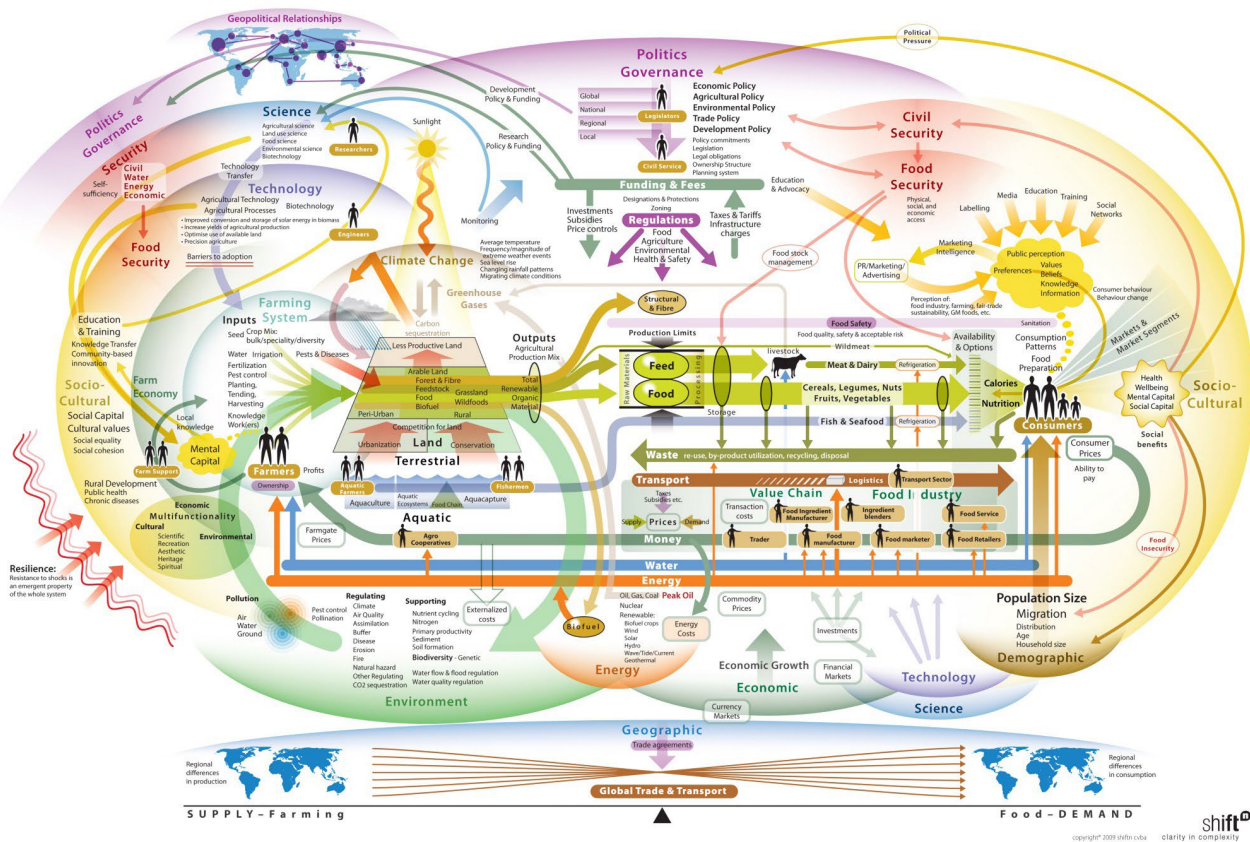 Geopolitical Relationships
Political
Pressure
Politics
Governance
Politics
Governance
Security
Civil
Water
Energy
Economic
Self-
sufficiency
Food
Security
Science
Agricultural science
Land use science
Food science
Environmental science
Biotechnology
Researchers
Technology
Transfer
Technology
Agricultural Technology
Biotechnology
Agricultural Processes
• Improved conversion and storage of solar energy in biomass
• Increase yields of agricultural production
• Optimise use of available land
• Precision agriculture
Engineers
Barriers to adoption
Development
Policy & Funding
Research
Policy & Funding
Sunlight
Monitoring
Global
National
Regional
Local
Legislators
Civil Service
Economic Policy
Agricultural Policy
Environmental Policy
Trade Policy
Development Policy
Policy commitments
Legislation
Legal obligations
Ownership Structure
Planning system
Funding & Fees
Designations & Protections
Zoning
Regulations
Food
Agriculture
Environmental
Health & Safety
Investments
Subsidies
Price controls
Taxes & Tariffs
Infrastructure
charges
Education
& Advocacy
Civil
Security
Food
Security
Physical,
social, and
economic
access
Food stock
management
Labelling
Media
Education
Training
Social
Networks
Marketing
Intelligence
PR/Marketing/
Advertising
Public perception
Preferences
Values
Beliefs
Knowledge
Information
Perception of:
food industry, farming, fair-trade
sustainability, GM foods, etc.
Consumer behaviour
Behaviour change
Markets &
Market Segments
Climate Change
Average temperature
Frequency/magnitude of
extreme weather events
Sea level rise
Changing rainfall patterns
Migrating climate conditions
Greenhouse
Gases
Carbon
sequestration
Farming
System
Inputs
Seed
Crop Mix:
bulk/speciality/diversity
Water
Irrigation
Pests & Diseases
Fertilization
Pest control
Planting,
Tending,
Harvesting
Knowledge
Work(ers)
Education
& Training
Knowledge Transfer
Community-based
innovation
Farm
Economy
Socio-
Cultural
Social Capital
Cultural values
Social equality
Social cohesion
Local
knowledge
Mental
Capital
Farm Support
Farmers
Ownership
Profits
Rural Development
Public health
Chronic diseases
Economic
Multifunctionality
Cultural
Environmental
Scientific
Recreation
Aesthetic
Heritage
Spiritual
Resilience:
Resistance to shocks is
an emergent property
of the whole system
Less Productive Land
Arable Land
Forest & Fibre
Feedstock
Food
Biofuel
Grassland
Wildfoods
Peri-Urban
Rural
Competition for land
Urbanization
Conservation
Land
Terrestrial
Aquatic
Farmers
Fishermen
Aquaculture
Aquatic
Ecosystems
Food Chain
Aquacapture
Aquatic
Outputs
Agricultural
Production Mix
Total
Renewable
Organic
Material
Structural
& Fibre
Production Limits
Raw Materials
Processing
Feed
Food
Storage
Food Safety
Food quality, safety & acceptable risk
Wildmeat
livestock
Meat & Dairy
Refrigeration
Cereals, Legumes, Nuts
Fruits, Vegetables
Fish & Seafood
Refrigeration
Availability
& Options
Sanitation
Consumption
Patterns
Food
Preparation
Calories
Nutrition
Consumers
Health
Wellbeing
Mental Capital
Social Capital
Socio-
Cultural
Social
benefits
Consumer
Prices
Ability to
pay
Waste
re-use, by-product utilization, recycling, disposal
Transport
Logistics
Transport Sector
Taxes
Subsidies etc.
Supply
Prices
Demand
Transaction
costs
Value Chain
Food Industry
Food Ingredient
Manufacturer
Ingredient
blenders
Food Service
Trader
Food
manufacturer
Food marketer
Food Retailers
Money
Farmgate
Prices
Agro
Cooperatives
Water
Energy
Food
Insecurity
Pollution
Air
Water
Ground
Pest control
Pollination
Regulating
Climate
Air Quality
Assimilation
Buffer
Disease
Erosion
Fire
Natural hazard
Other Regulating
CO2 sequestration
Supporting
Nutrient cycling
Nitrogen
Primary productivity
Sediment
Soil formation
Biodiversity - Genetic
Water flow & flood regulation
Water quality regulation
Environment
Externalized
costs
Biofuel
Oil, Gas, Coal Peak Oil
Nuclear
Renewable:
Biofuel crops
Wind
Solar
Hydro
Wave/Tide/Current
Geothermal
Energy
Energy
Costs
Commodity
Prices
Economic Growth
Economic
Investments
Financial
Markets
Currency
Markets
Technology
Science
Population Size
Migration
Distribution
Age
Household size
Demographic
Geographic
Trade agreements
Regional
differences
in production
Regional
differences
in consumption
Global Trade & Transport
SUPPLY–Farming
Food–DEMAND
shiftn
copyright© 2009 shiftn cvba
clarity in complexity